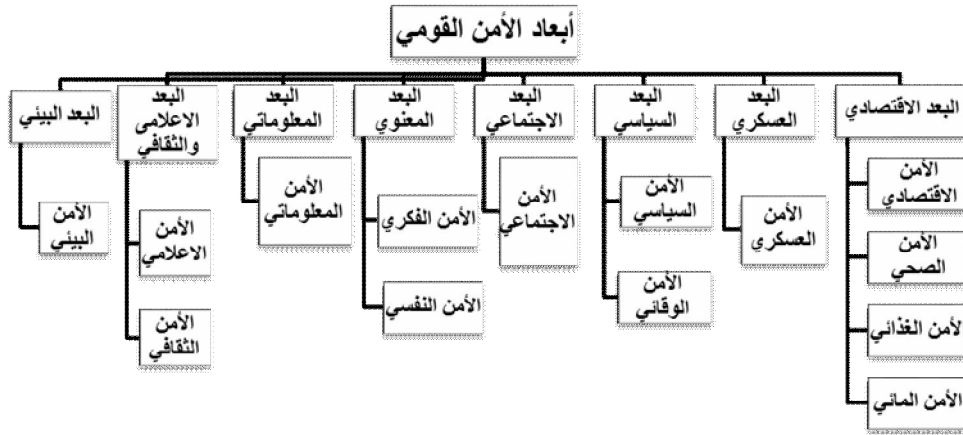 أبعاد الأمن القومي
البعد الاقتصادي
الأمن
الاقتصادي
الأمن
الصحي
الأمن الغذائي
الأمن المائي
البعد
العسكري
الأمن
العسكري
البعد
السياسي
الأمن
السياسي
الأمن
الوقائي
البعد
الاجتماعي
الأمن
الاجتماعي
البعد
المعنوي
الأمن الفكري
الأمن النفسي
البعد
المعلوماتي
الأمن
المعلوماتي
البعد
الاعلامى
والثقافي
الأمن
الاعلامي
الأمن
الثقافي
البعد البيئي
الأمن
البيئي